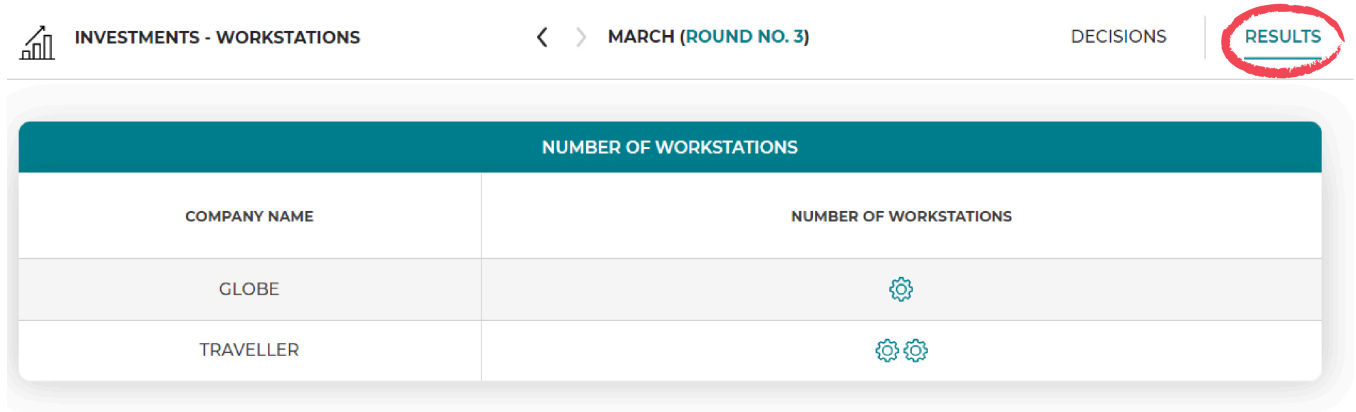 INVESTMENTS - WORKSTATIONS
MARCH (ROUND NO. 3)
DECISIONS
RESULTS
NUMBER OF WORKSTATIONS
COMPANY NAME
NUMBER OF WORKSTATIONS
GLOBE
TRAVELLER